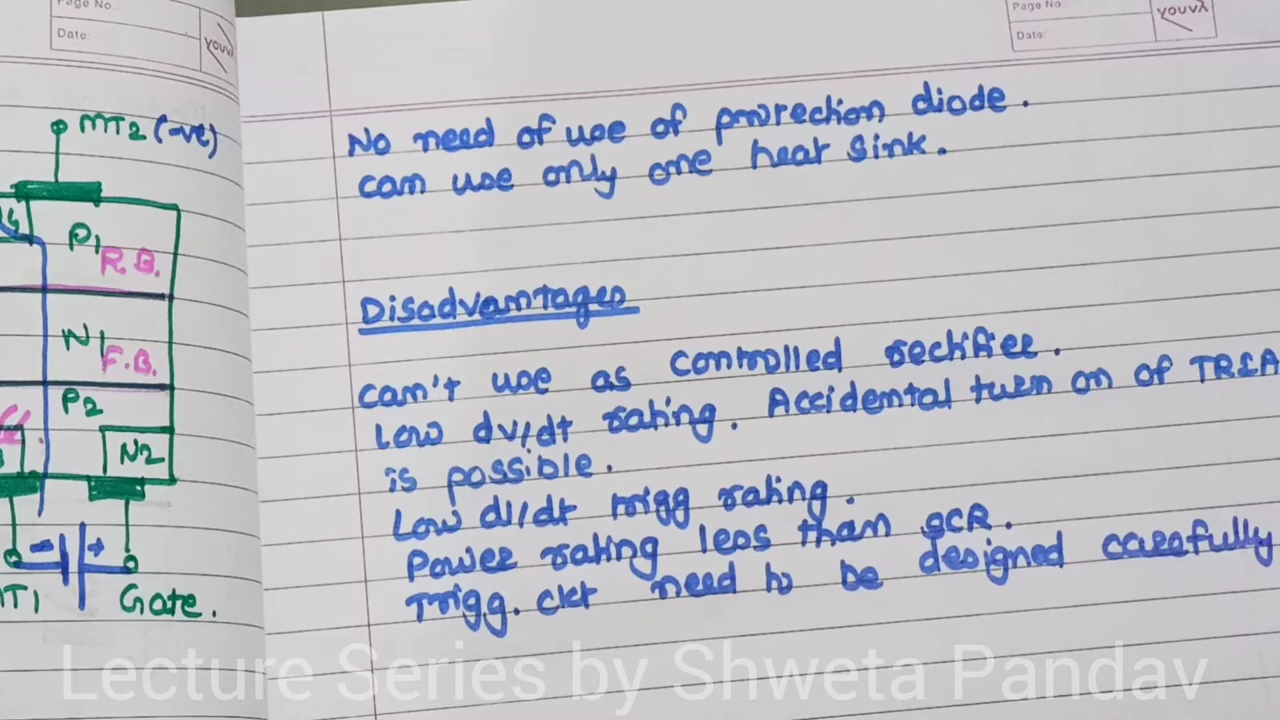 Page No.:
Date:
youva
Page No
Date:
youva
MT2 (-ve)
P1
R.B.
N1
F.B.
P2
N2
- +
MT1
Gate.
No need of use of protection diode.
can use only one heat sink.
Disadvantages
can't use as controlled rectifier.
Low dv/dt rating. Accidental turn on of TRIA
is possible.
Low dI/dt trigg rating.
Power rating less than SCR.
Trigg. ckt need to be designed carefully
Lecture Series by Shweta Pandav